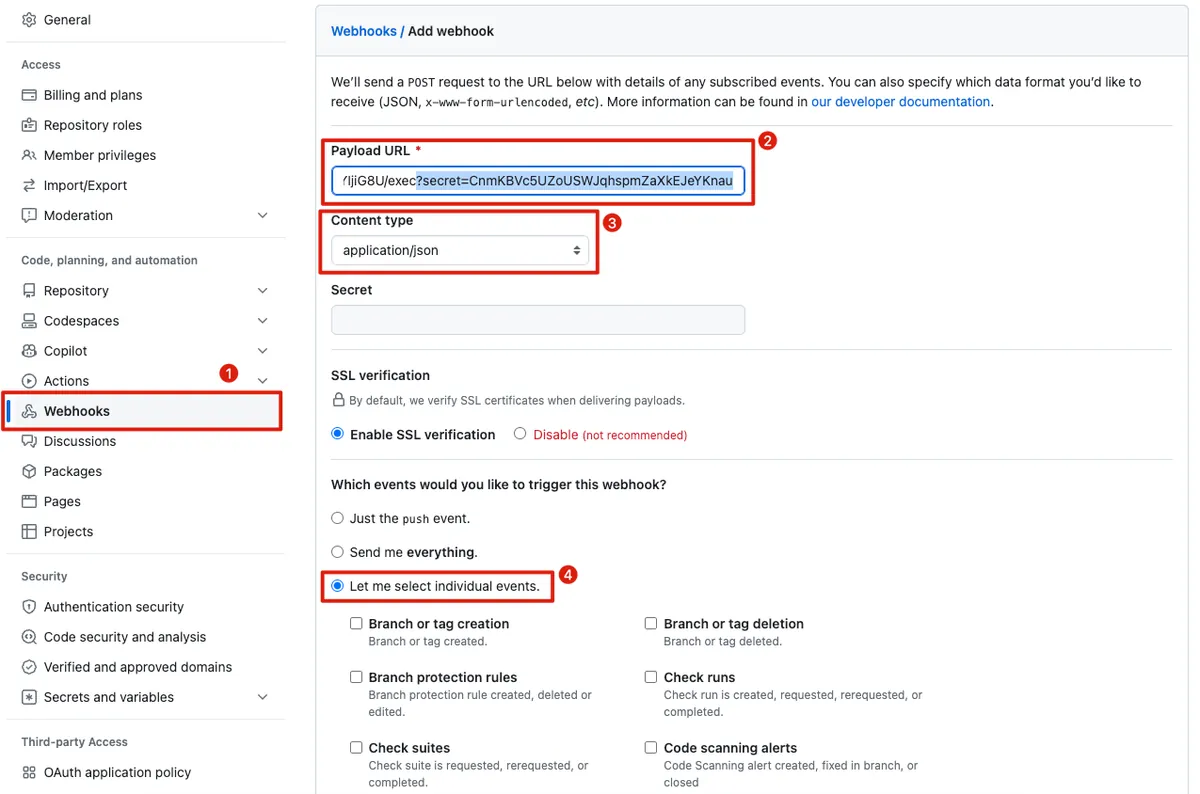 General
Access
Billing and plans
Repository roles
Member privileges
Import/Export
Moderation
Code, planning, and automation
Repository
Codespaces
Copilot
Actions
1
Webhooks
Discussions
Packages
Pages
Projects
Security
Authentication security
Code security and analysis
Verified and approved domains
Secrets and variables
Third-party Access
OAuth application policy
Webhooks / Add webhook
We'll send a POST request to the URL below with details of any subscribed events. You can also specify which data format you'd like to
receive (JSON, x-www-form-urlencoded, etc). More information can be found in our developer documentation.
Payload URL *
2
/exec?secret=CnmKBVc5UZoUSWJqhspmZaXkEJeYKnau
Content type
3
application/json
Secret
SSL verification
By default, we verify SSL certificates when delivering payloads.
Enable SSL verification Disable (not recommended)
Which events would you like to trigger this webhook?
Just the push event.
Send me everything.
4
Let me select individual events.
Branch or tag creation
Branch or tag created.
Branch or tag deletion
Branch or tag deleted.
Branch protection rules
Branch protection rule created, deleted or
edited.
Check runs
Check run is created, requested, rerequested, or
completed.
Check suites
Check suite is requested, rerequested, or
completed.
Code scanning alerts
Code Scanning alert created, fixed in branch, or
closed